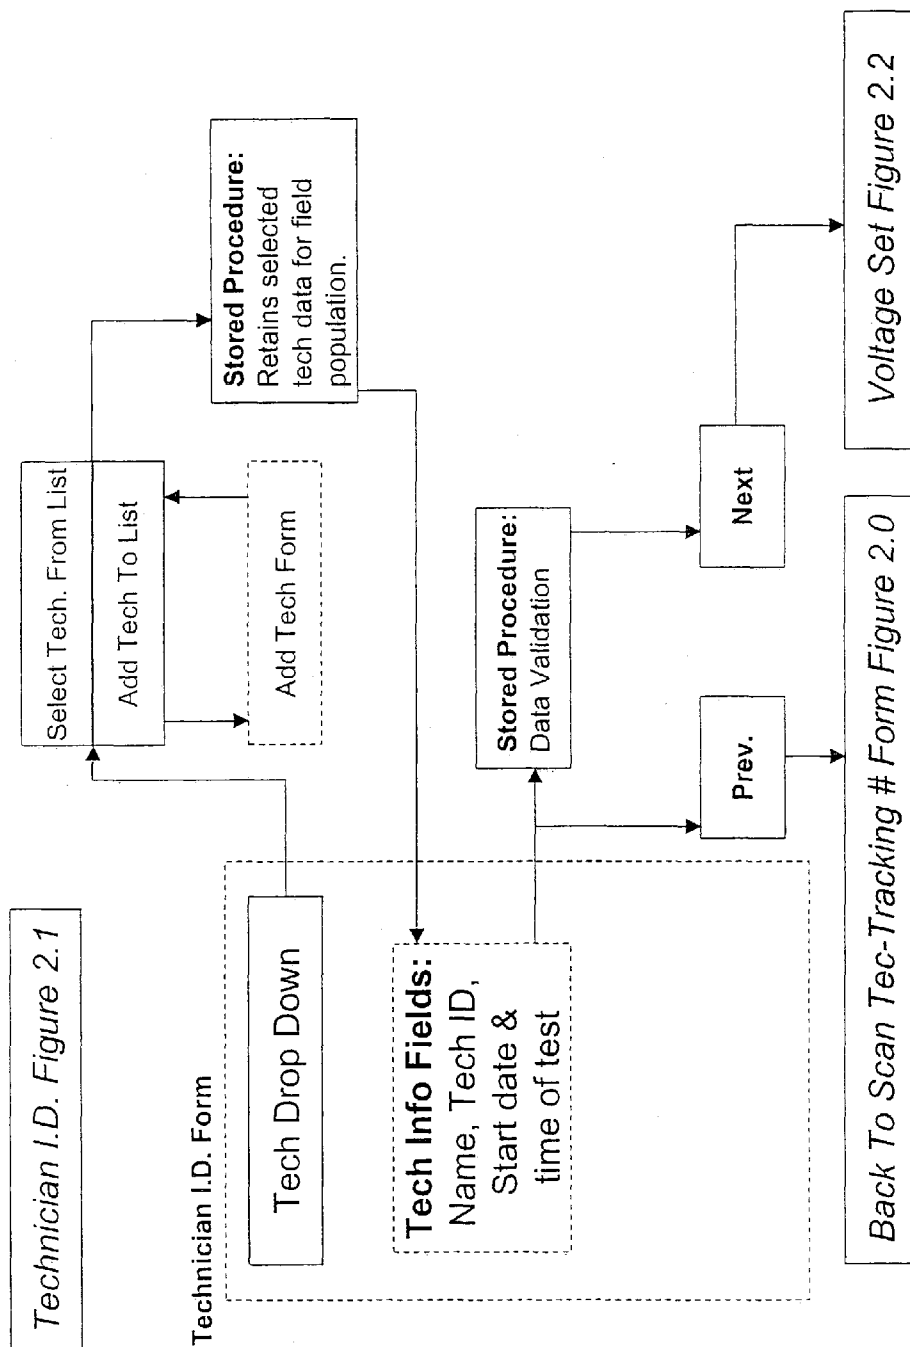 Technician I.D. Figure 2.1
Technician I.D. Form
Tech Drop Down
Select Tech. From List
Add Tech To List
Add Tech Form
Stored Procedure:
Retains selected
tech data for field
population.
Tech Info Fields:
Name, Tech ID,
Start date &
time of test
Stored Procedure:
Data Validation
Prev.
Next
Back To Scan Tec-Tracking # Form Figure 2.0
Voltage Set Figure 2.2